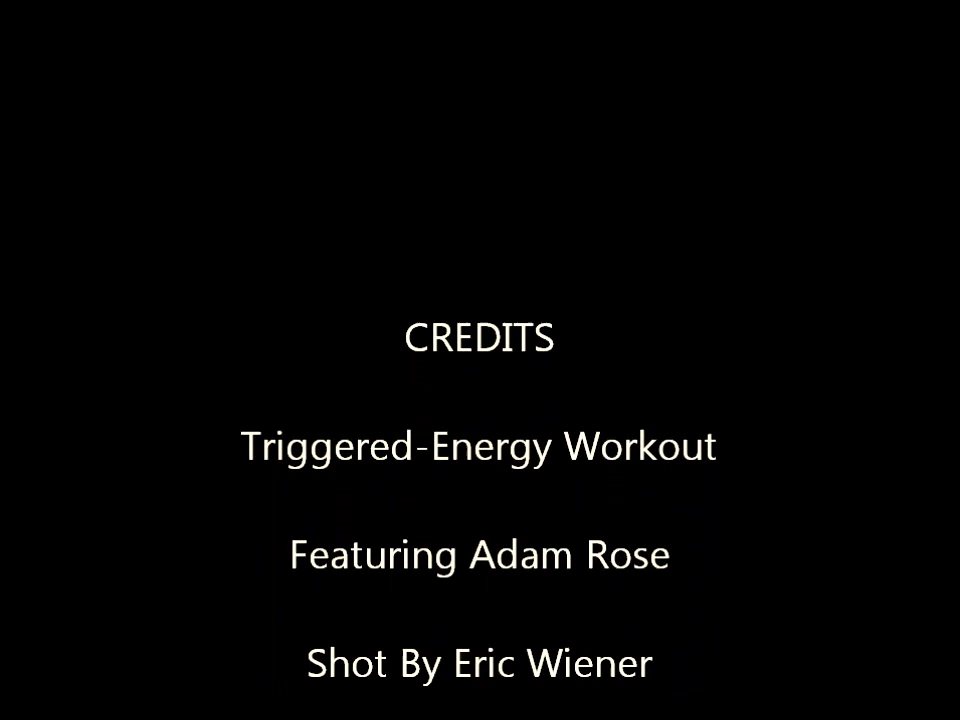 CREDITS
Triggered-Energy Workout
Featuring Adam Rose
Shot By Eric Wiener